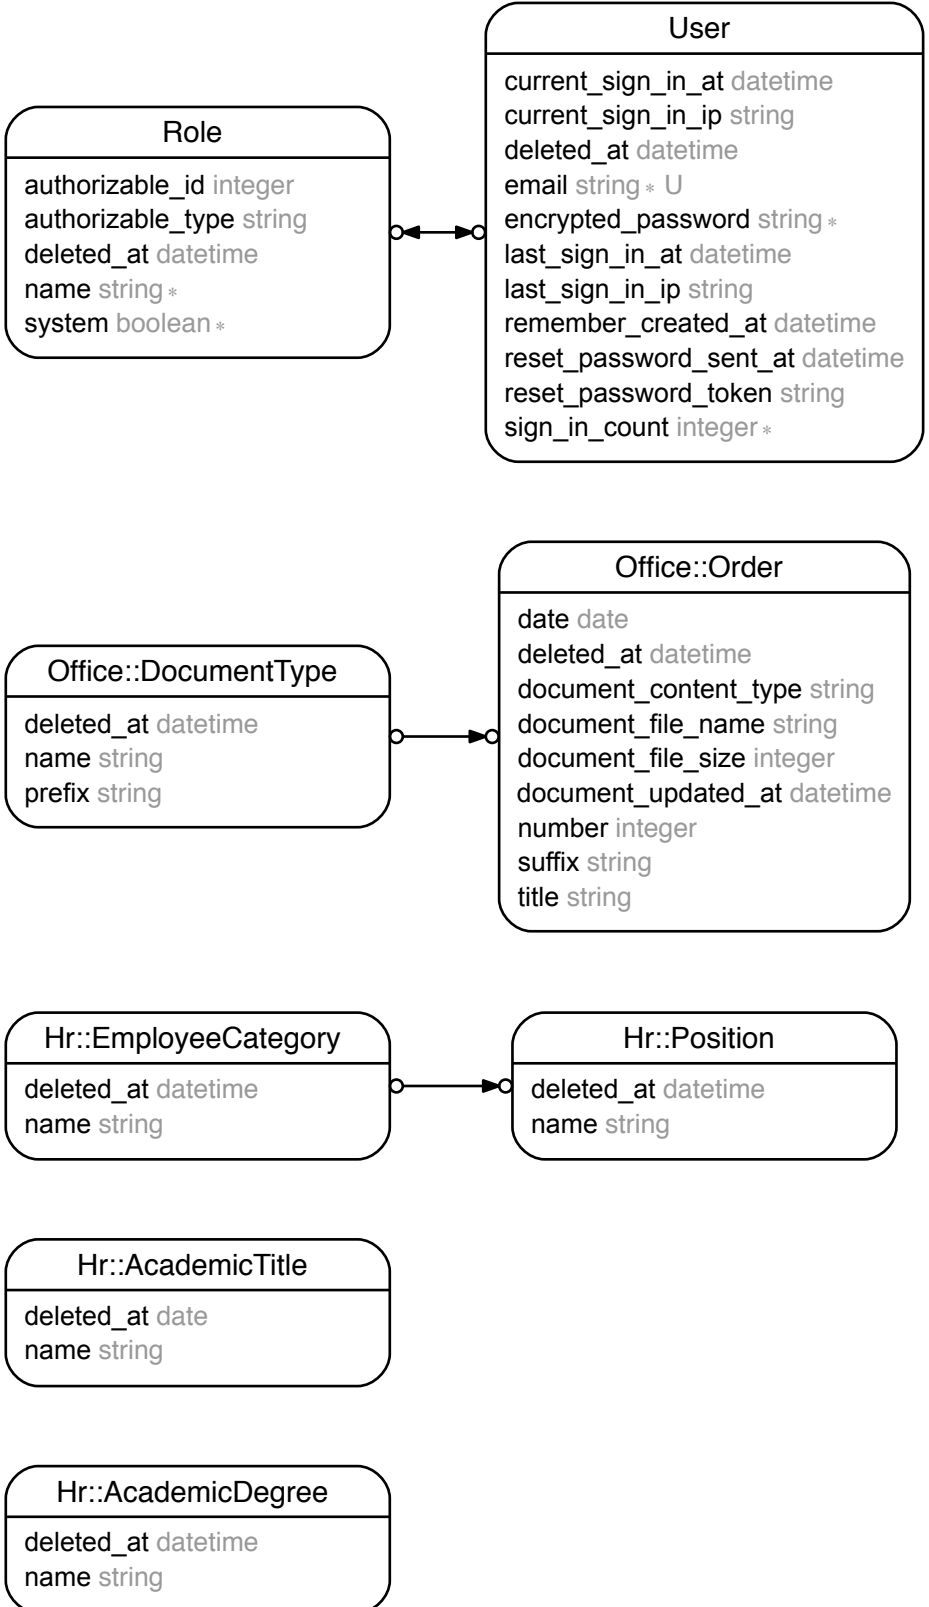 Role
authorizable_id integer
authorizable_type string
deleted_at datetime
name string *
system boolean *
User
current_sign_in_at datetime
current_sign_in_ip string
deleted_at datetime
email string * U
encrypted_password string *
last_sign_in_at datetime
last_sign_in_ip string
remember_created_at datetime
reset_password_sent_at datetime
reset_password_token string
sign_in_count integer *
Office::DocumentType
deleted_at datetime
name string
prefix string
Office::Order
date date
deleted_at datetime
document_content_type string
document_file_name string
document_file_size integer
document_updated_at datetime
number integer
suffix string
title string
Hr::EmployeeCategory
deleted_at datetime
name string
Hr::Position
deleted_at datetime
name string
Hr::AcademicTitle
deleted_at date
name string
Hr::AcademicDegree
deleted_at datetime
name string